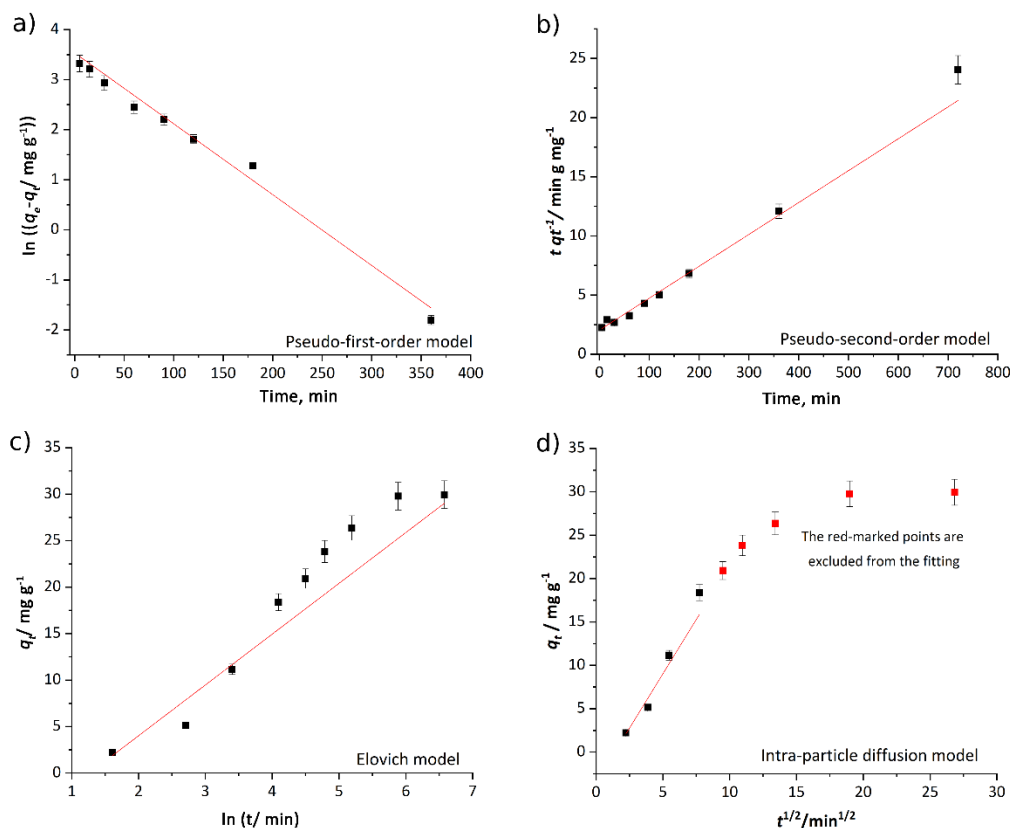 a)
4
3
2
1
0
-1
-2
ln ((qₑ-qₜ/ mg g⁻¹))
0 50 100 150 200 250 300 350 400
Time, min
Pseudo-first-order model
b)
25
20
15
10
5
0
t qt⁻¹/ min g mg⁻¹
0 100 200 300 400 500 600 700 800
Time, min
Pseudo-second-order model
c)
35
30
25
20
15
10
5
0
qₜ/ mg g⁻¹
1 2 3 4 5 6 7
ln (t/ min)
Elovich model
d)
35
30
25
20
15
10
5
0
qₜ / mg g⁻¹
The red-marked points are
excluded from the fitting
0 5 10 15 20 25 30
t¹/²/min¹/²
Intra-particle diffusion model